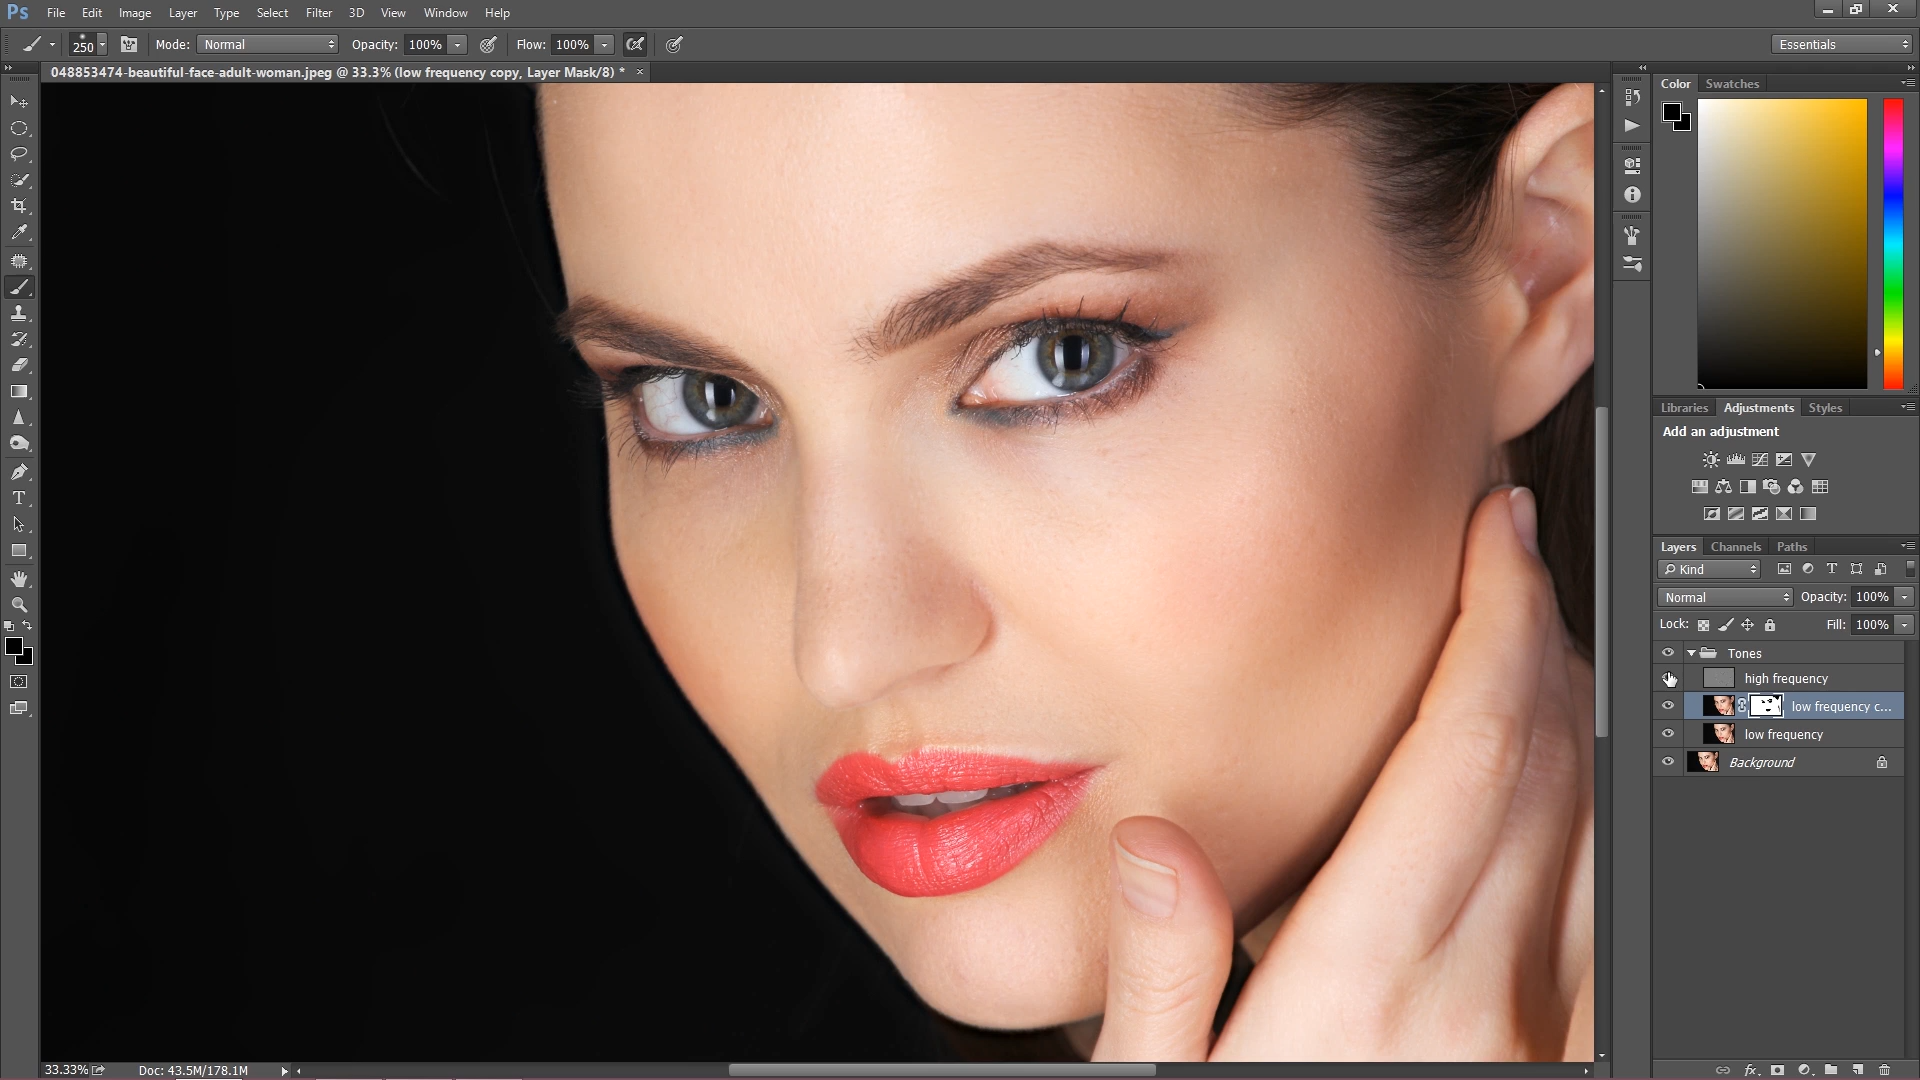 Ps File Edit Image Layer Type Select Filter 3D View Window Help
250 Mode: Normal Opacity: 100% Flow: 100% Essentials
048853474-beautiful-face-adult-woman.jpeg @ 33.3% (low frequency copy, Layer Mask/8) * ×
Color Swatches
Libraries Adjustments Styles
Add an adjustment
Layers Channels Paths
Kind
Normal Opacity: 100%
Lock: Fill: 100%
Tones
high frequency
low frequency c...
low frequency
Background
33.33% Doc: 43.5M/178.1M